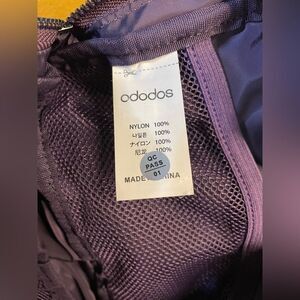 ododos
NYLON 100%
나일론 100%
ナイロン 100%
尼龙 100%
QC
PASS
01
MADE INA